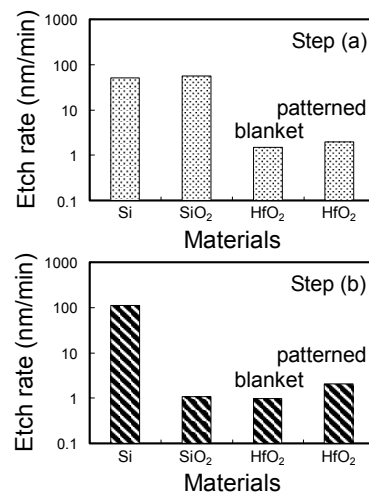 1000
Step (a)
100
10
patterned
blanket
1
0.1
Etch rate (nm/min)
Si SiO₂ HfO₂ HfO₂
Materials
1000
Step (b)
100
10
patterned
blanket
1
0.1
Etch rate (nm/min)
Si SiO₂ HfO₂ HfO₂
Materials